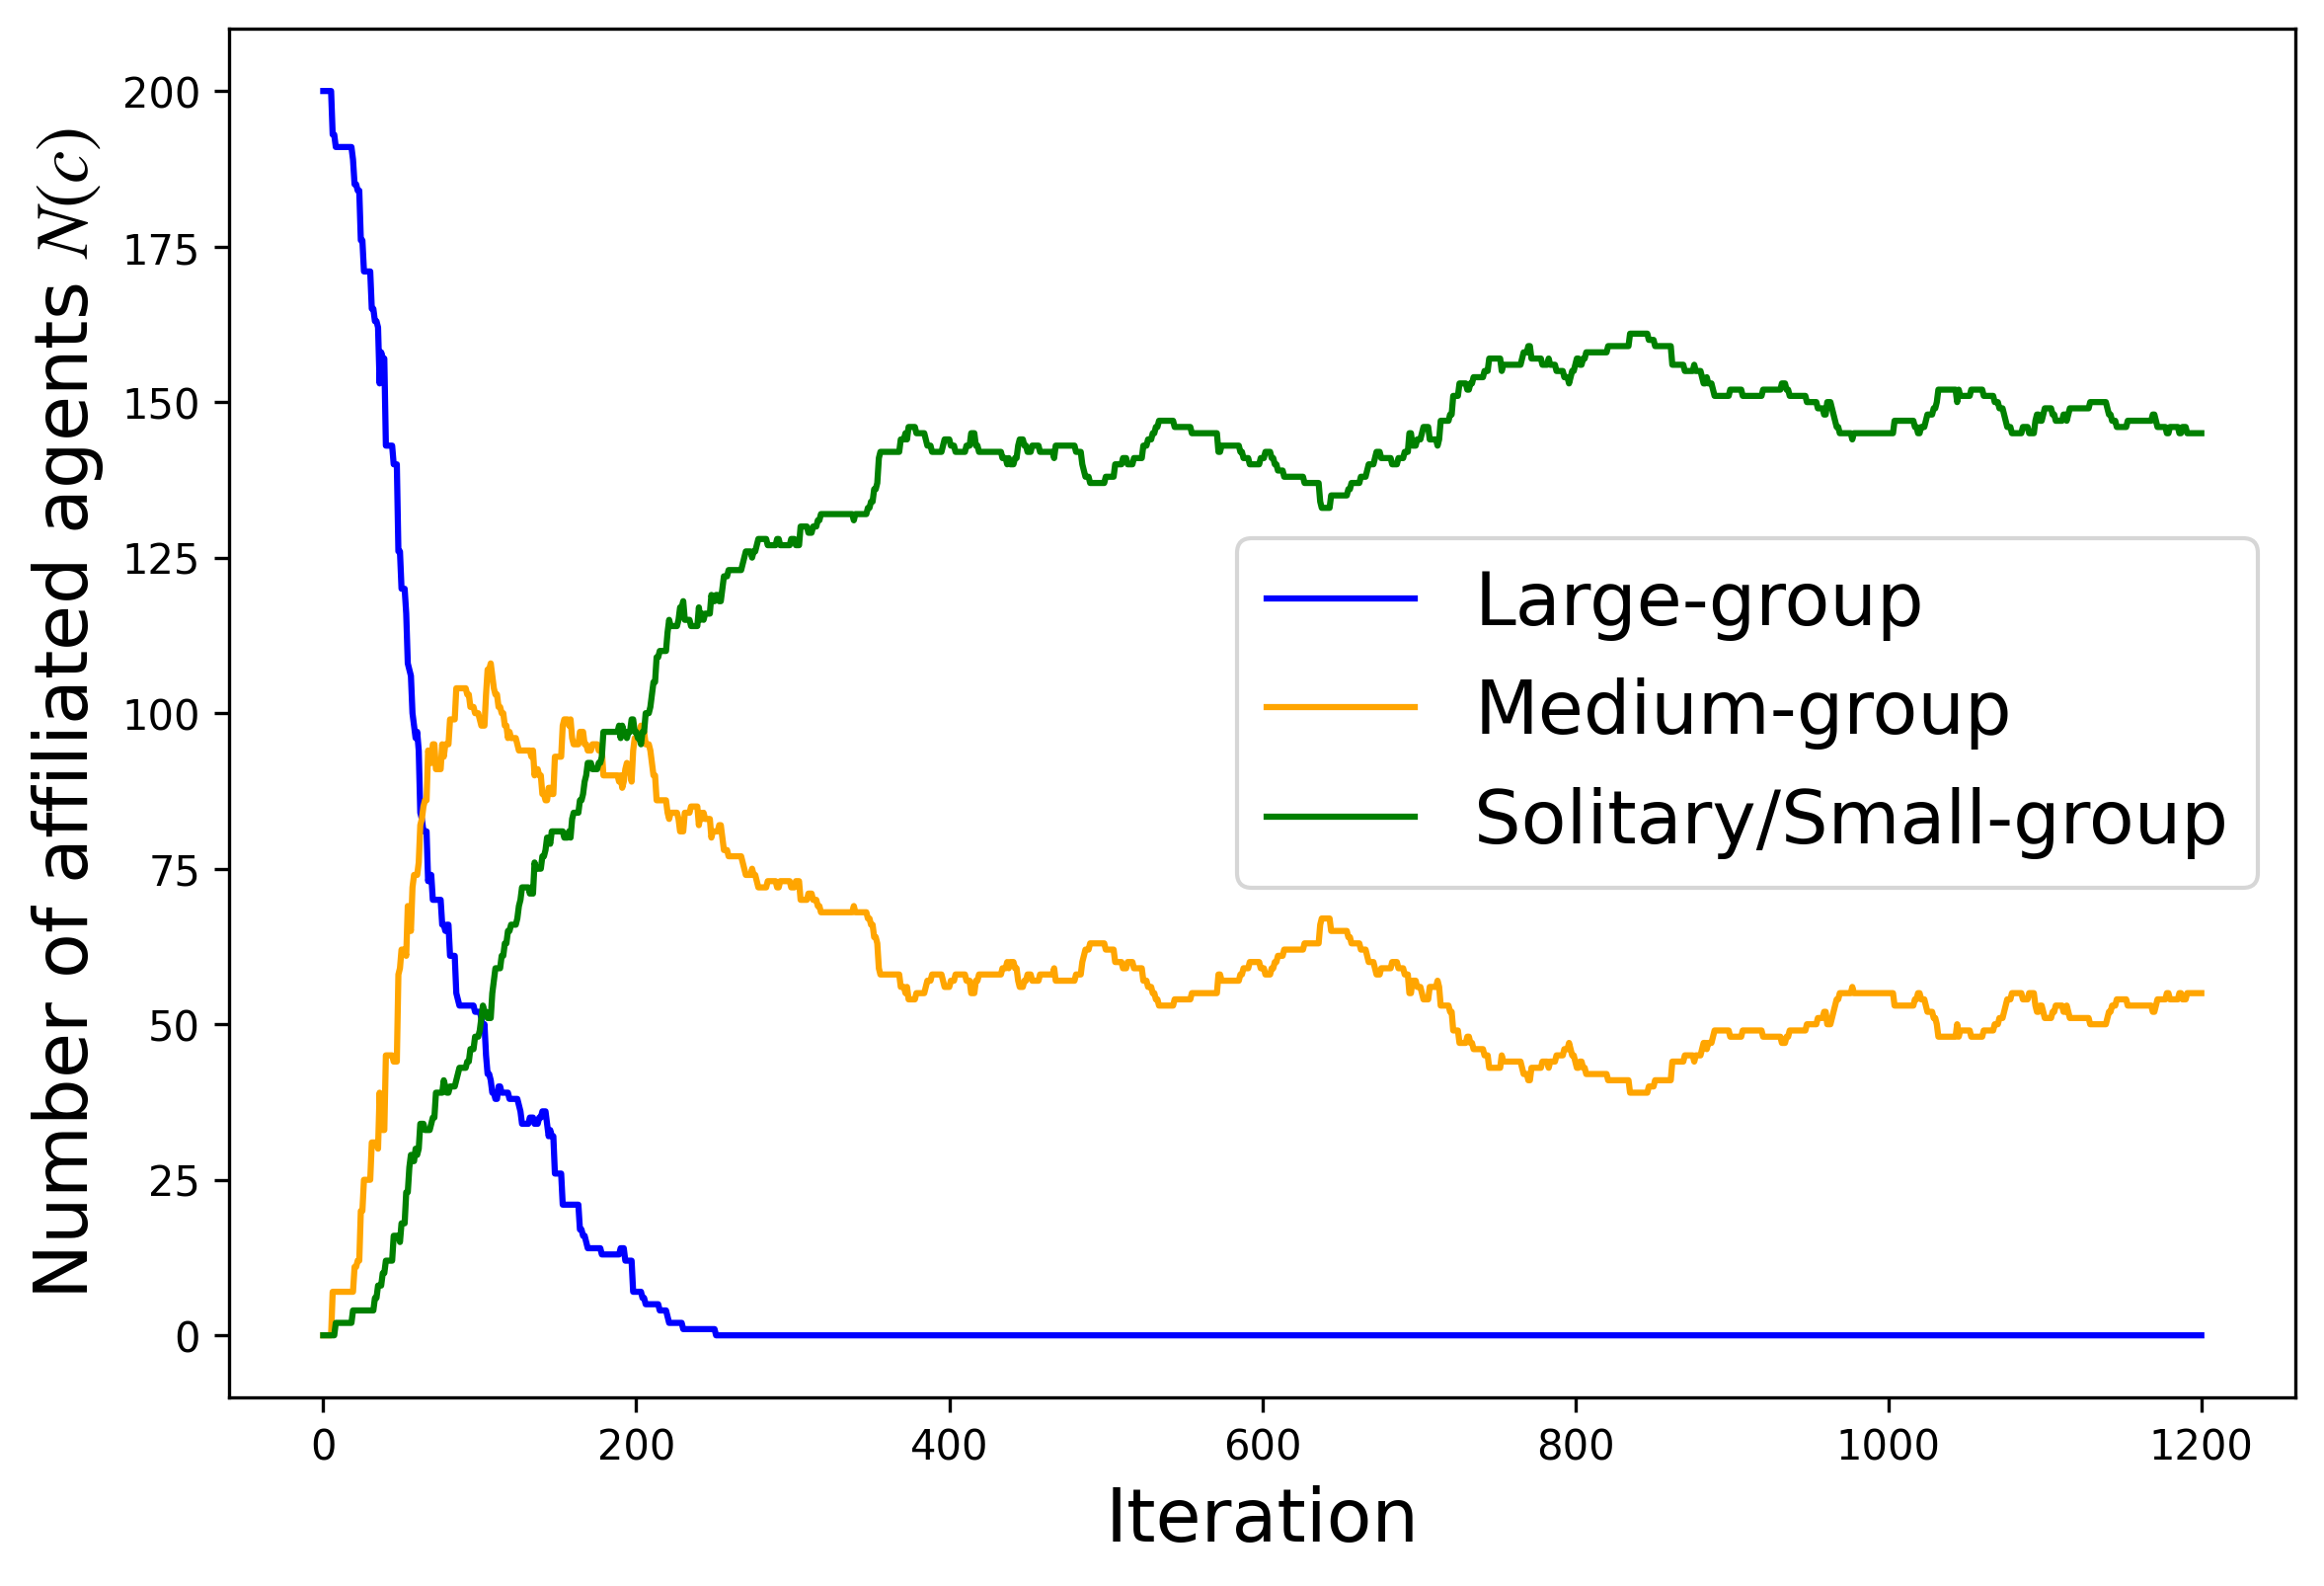 Number of affiliated agents N(c)
200
175
150
125
100
75
50
25
0
Large-group
Medium-group
Solitary/Small-group
0 200 400 600 800 1000 1200
Iteration